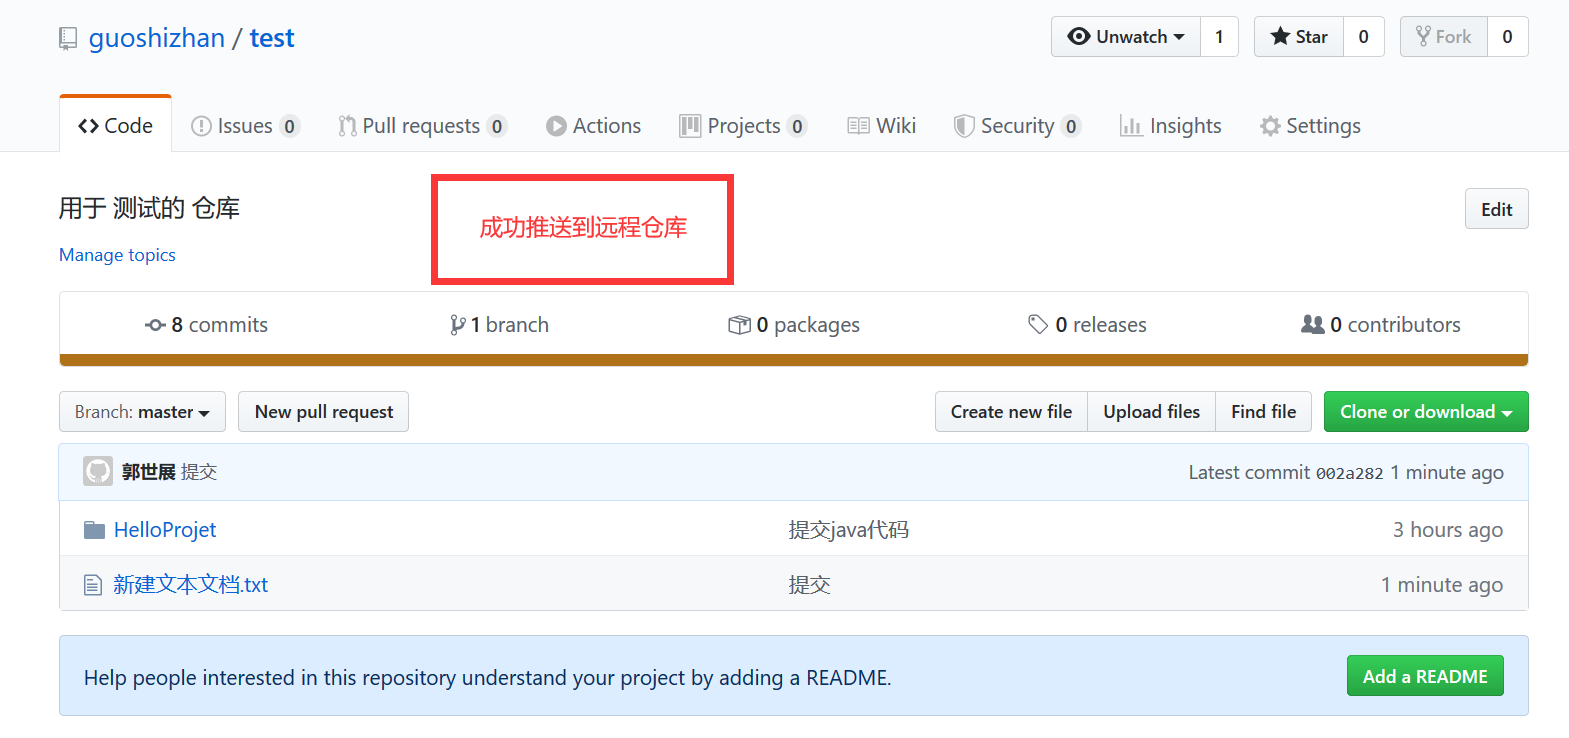 guoshizhan / test
Unwatch 1 Star 0 Fork 0
Code Issues 0 Pull requests 0 Actions Projects 0 Wiki Security 0 Insights Settings
用于 测试的 仓库
成功推送到远程仓库
Edit
Manage topics
8 commits 1 branch 0 packages 0 releases 0 contributors
Branch: master New pull request Create new file Upload files Find file Clone or download
郭世展 提交 Latest commit 002a282 1 minute ago
HelloProjet 提交java代码 3 hours ago
新建文本文档.txt 提交 1 minute ago
Help people interested in this repository understand your project by adding a README. Add a README